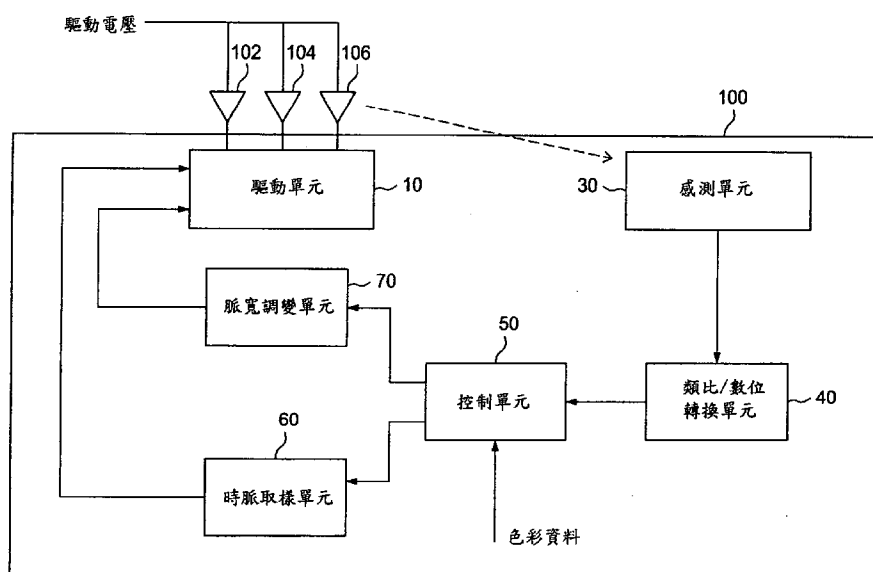 驅動電壓
102
104
106
100
驅動單元
10
30
感測單元
70
脈寬調變單元
50
控制單元
類比/數位
轉換單元
40
60
時脈取樣單元
色彩資料